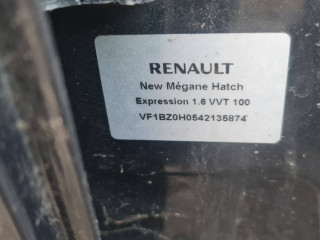 RENAULT
New Mégane Hatch
Expression 1.6 VVT 100
VF1BZ0H0542135874